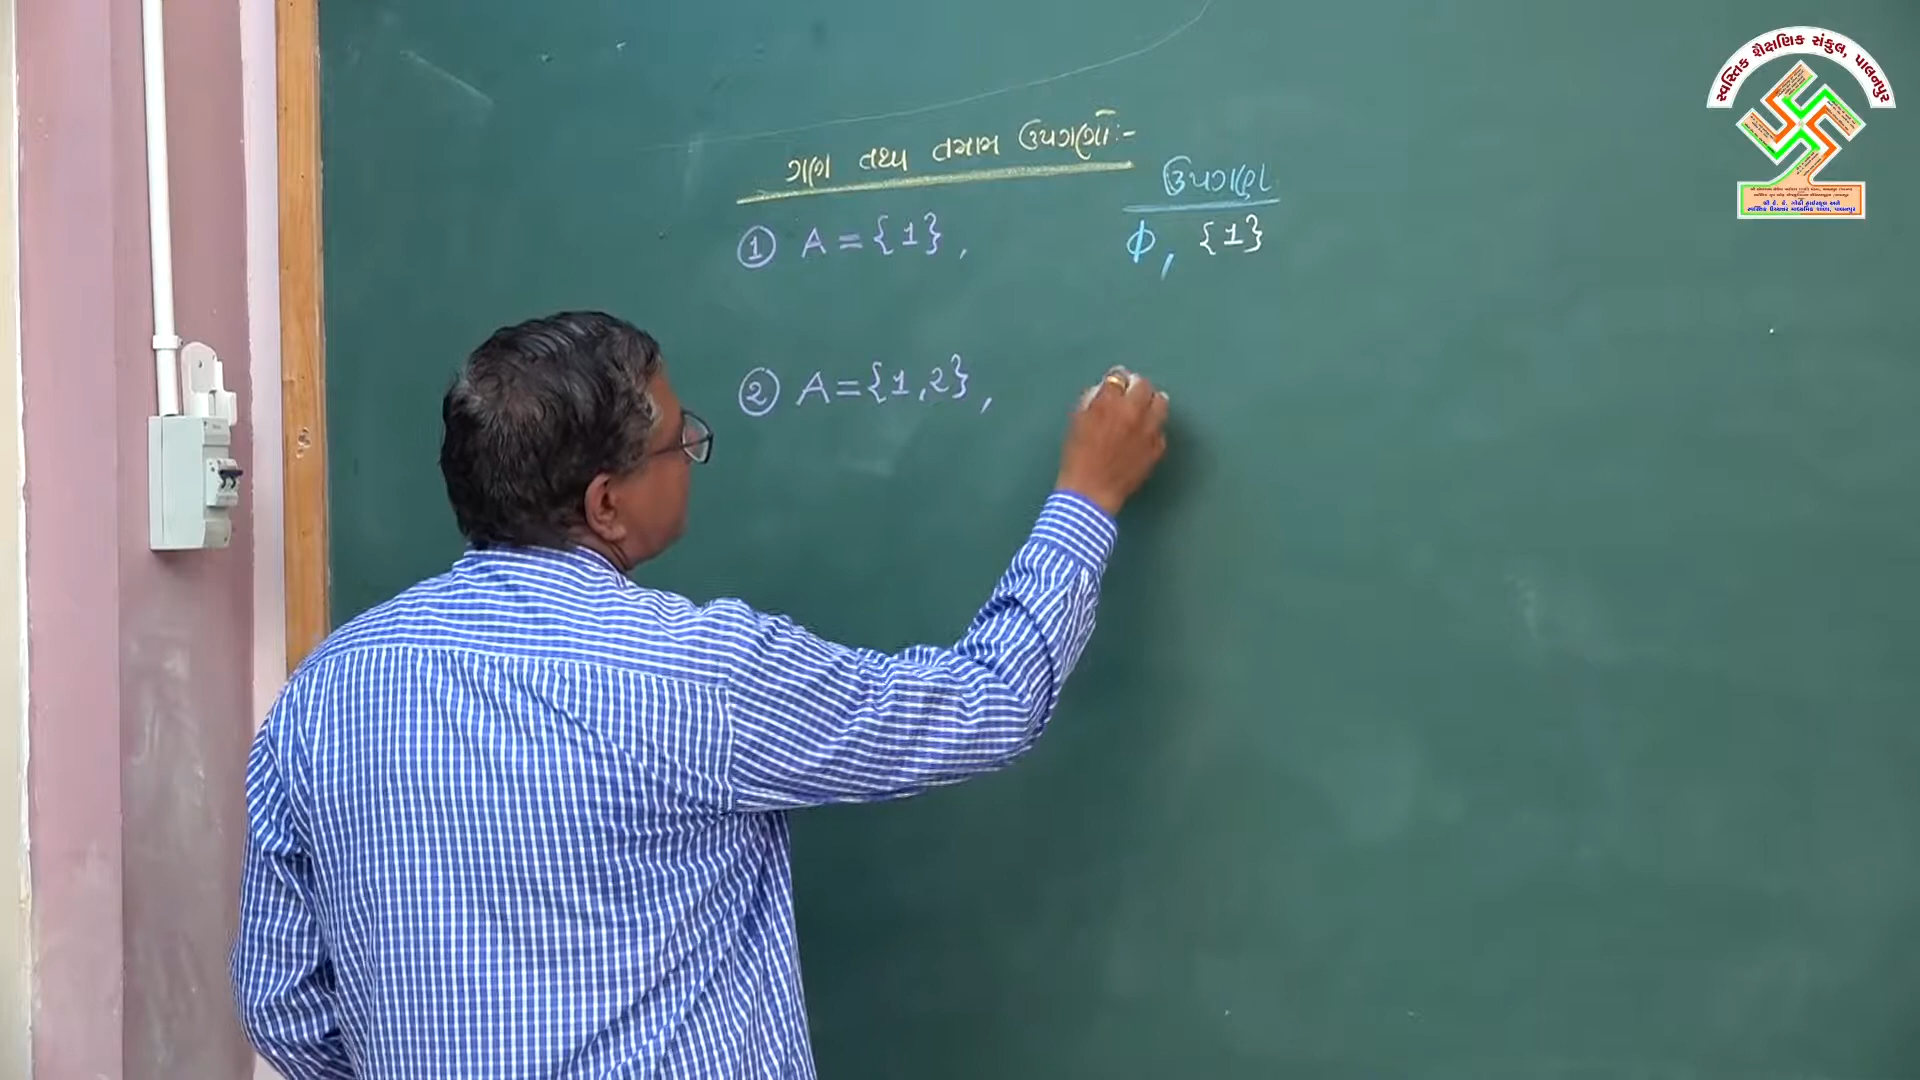 ગણ તથા તમામ ઉપગણો :-
ઉપગણ
① A = {1} , ϕ, {1}
② A = {1,2} ,
સ્વસ્તિક શૈક્ષણિક સંકુલ, પાલનપુર